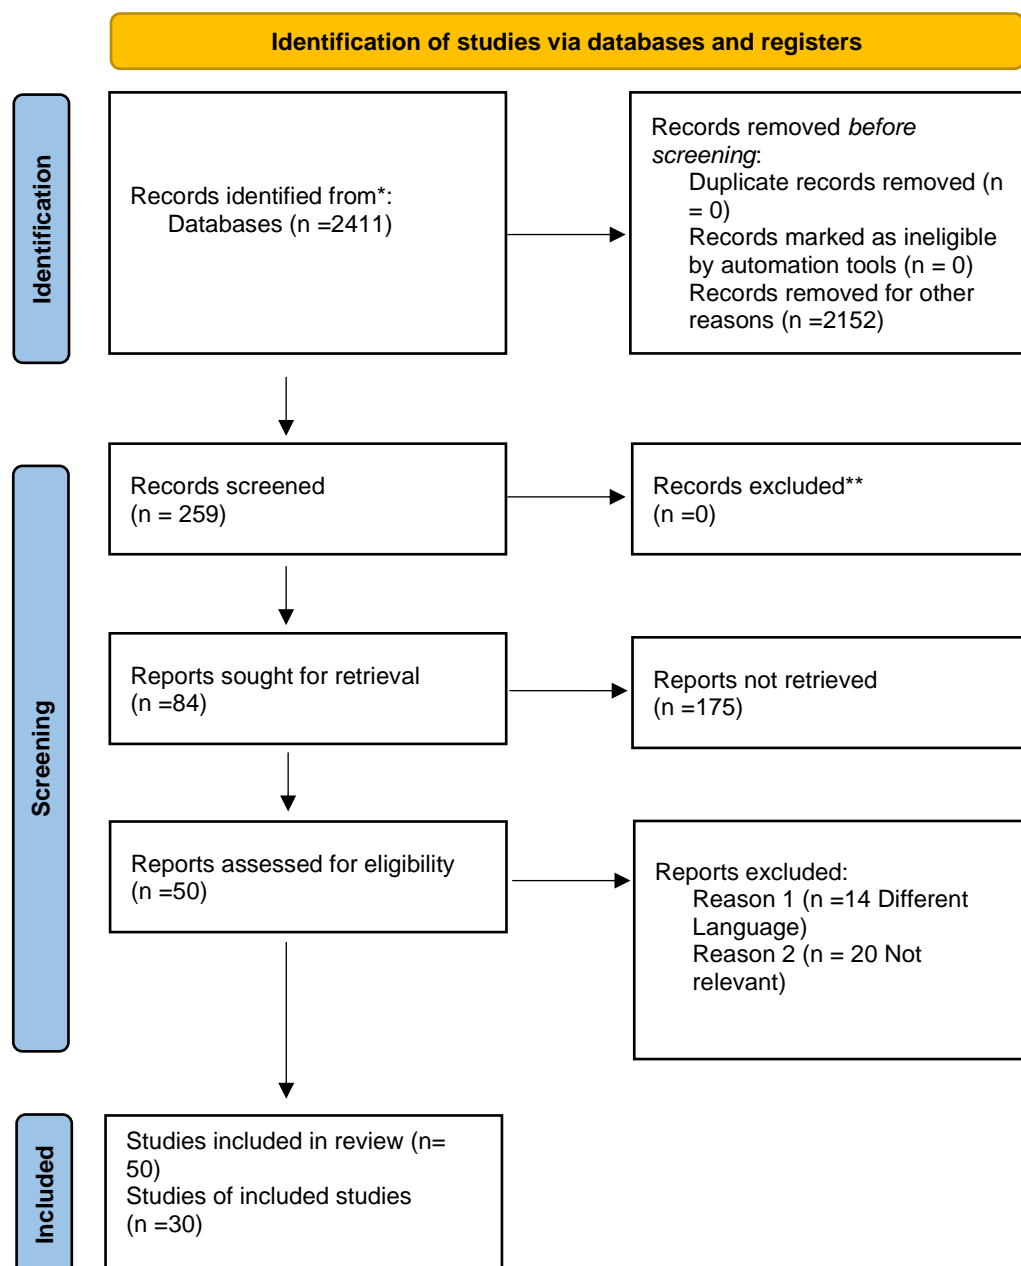 Identification of studies via databases and registers
Identification
Records identified from*:
Databases (n =2411)
Records removed before
screening:
Duplicate records removed (n
= 0)
Records marked as ineligible
by automation tools (n = 0)
Records removed for other
reasons (n =2152)
Screening
Records screened
(n = 259)
Records excluded**
(n =0)
Reports sought for retrieval
(n =84)
Reports not retrieved
(n =175)
Reports assessed for eligibility
(n =50)
Reports excluded:
Reason 1 (n =14 Different
Language)
Reason 2 (n = 20 Not
relevant)
Included
Studies included in review (n=
50)
Studies of included studies
(n =30)